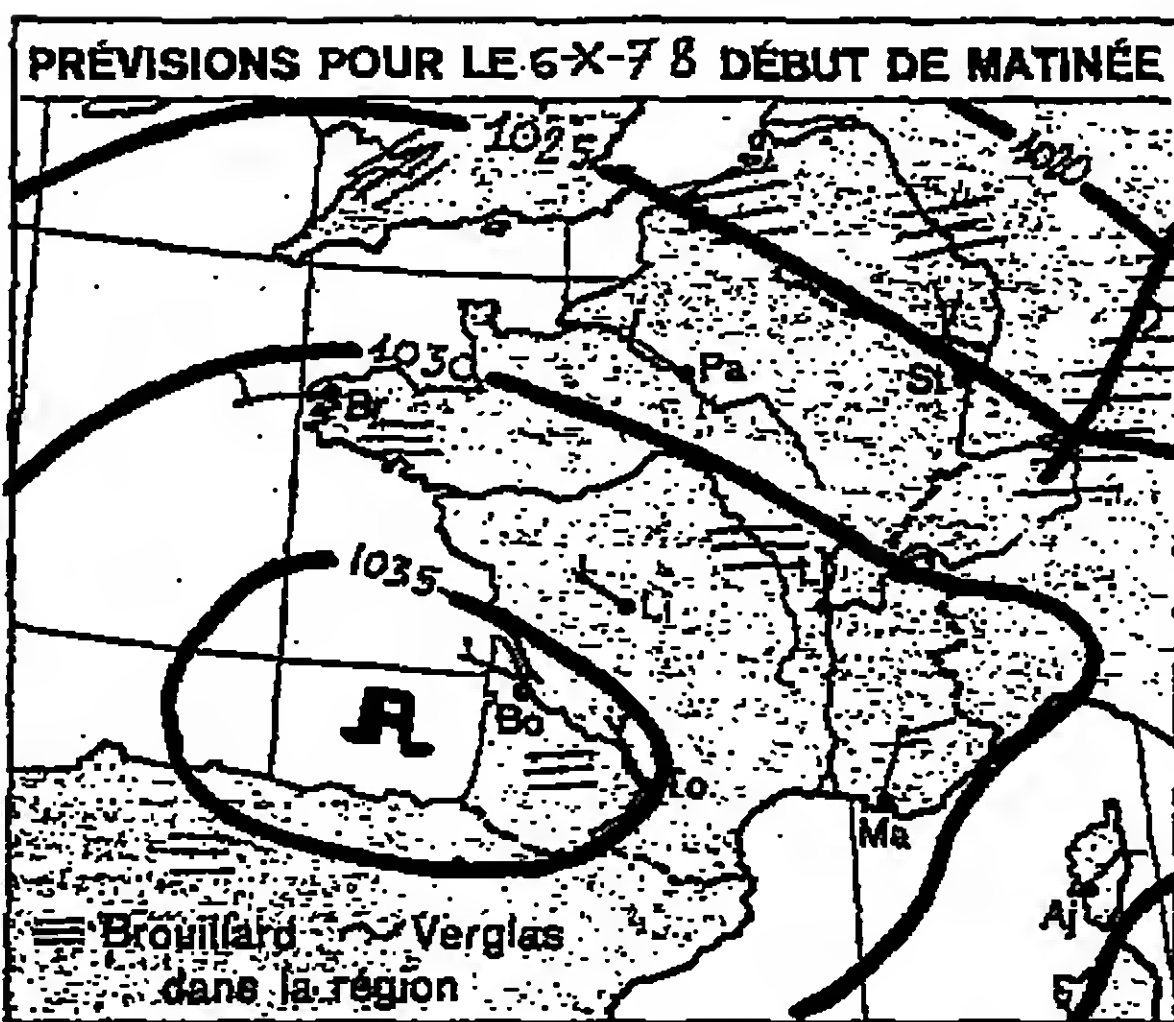 PRÉVISIONS POUR LE 6-X-78 DÉBUT DE MATINÉE
1025
1020
1030
Pa
St
Br
1035
Li
Bo
To
Ma
Aj
Brouillard Verglas
dans la région